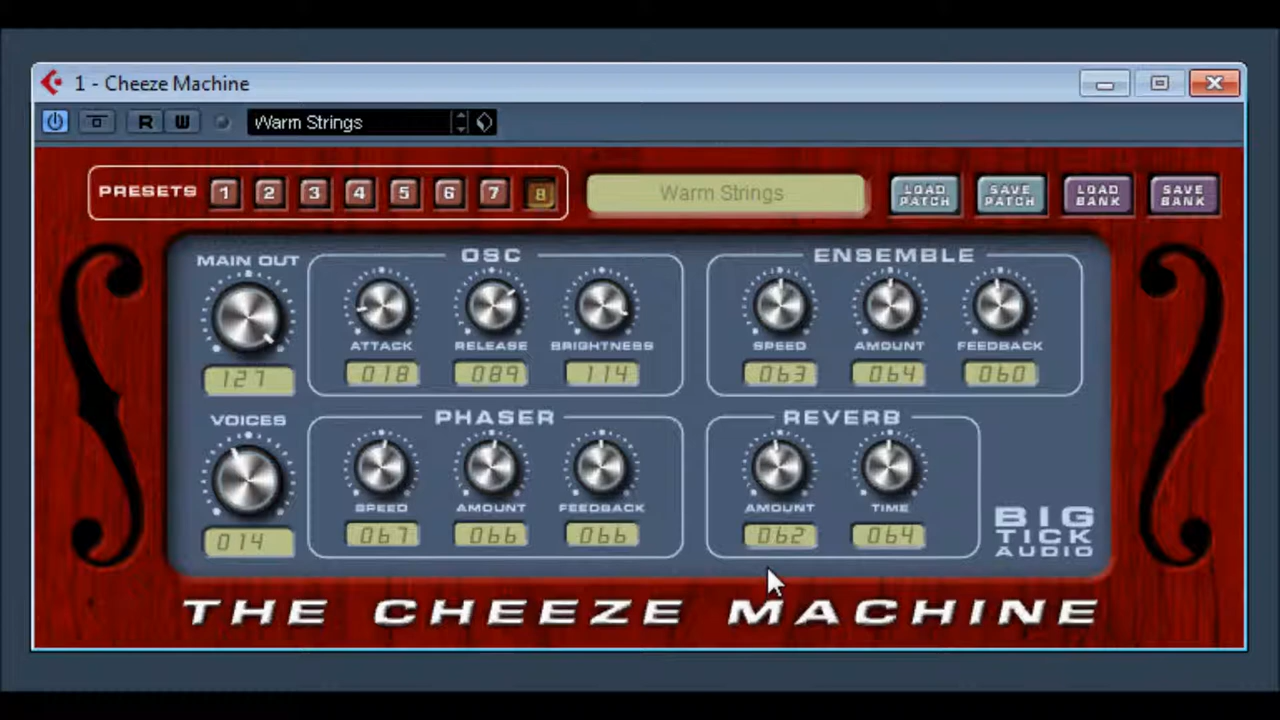 1 - Cheeze Machine
R W Warm Strings
PRESETS 1 2 3 4 5 6 7 8 Warm Strings LOAD PATCH SAVE PATCH LOAD BANK SAVE BANK
MAIN OUT
127
VOICES
014
OSC
ATTACK RELEASE BRIGHTNESS
018 089 114
ENSEMBLE
SPEED AMOUNT FEEDBACK
063 064 060
PHASER
SPEED AMOUNT FEEDBACK
067 066 066
REVERB
AMOUNT TIME
062 064
BIG
TICK
AUDIO
THE CHEEZE MACHINE